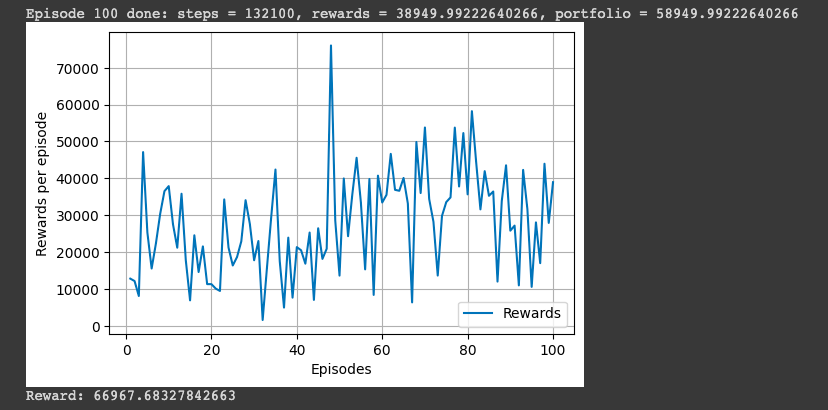 Episode 100 done: steps = 132100, rewards = 38949.99222640266, portfolio = 58949.99222640266
70000
60000
50000
40000
30000
20000
10000
0
Rewards per episode
Rewards
0 20 40 60 80 100
Episodes
Reward: 66967.68327842663